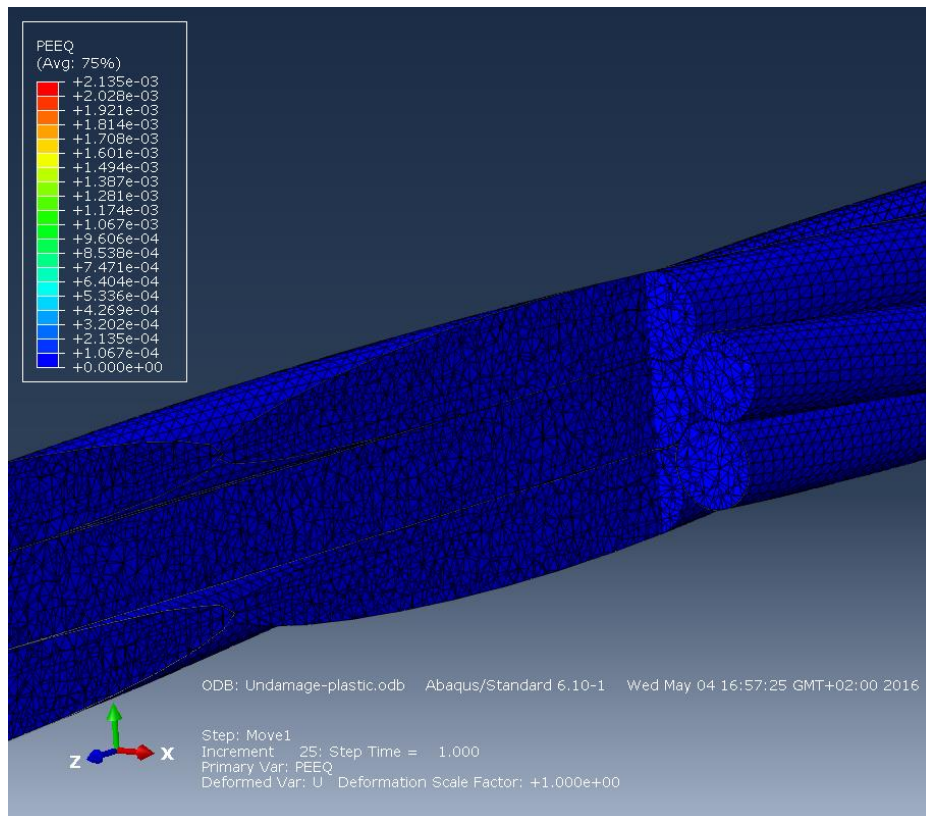 PEEQ
(Avg: 75%)
+2.135e-03
+2.028e-03
+1.921e-03
+1.814e-03
+1.708e-03
+1.601e-03
+1.494e-03
+1.387e-03
+1.281e-03
+1.174e-03
+1.067e-03
+9.606e-04
+8.538e-04
+7.471e-04
+6.404e-04
+5.336e-04
+4.269e-04
+3.202e-04
+2.135e-04
+1.067e-04
+0.000e+00
ODB: Undamage-plastic.odb Abaqus/Standard 6.10-1 Wed May 04 16:57:25 GMT+02:00 2016
Z X
Step: Move1
Increment 25: Step Time = 1.000
Primary Var: PEEQ
Deformed Var: U Deformation Scale Factor: +1.000e+00